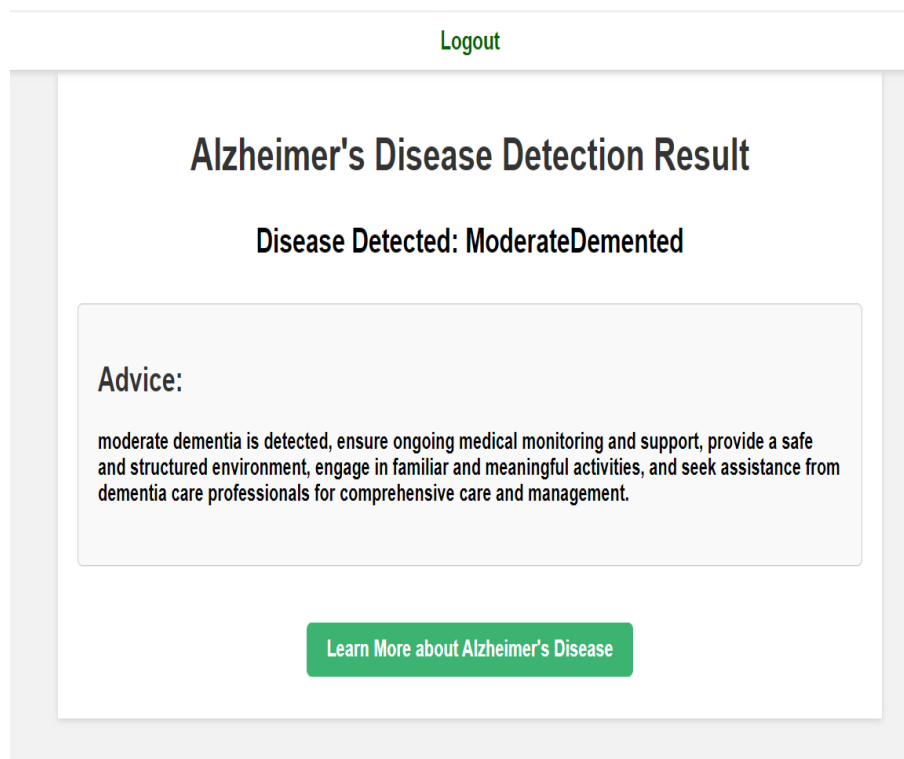 Logout
Alzheimer's Disease Detection Result
Disease Detected: ModerateDemented
Advice:
moderate dementia is detected, ensure ongoing medical monitoring and support, provide a safe
and structured environment, engage in familiar and meaningful activities, and seek assistance from
dementia care professionals for comprehensive care and management.
Learn More about Alzheimer's Disease